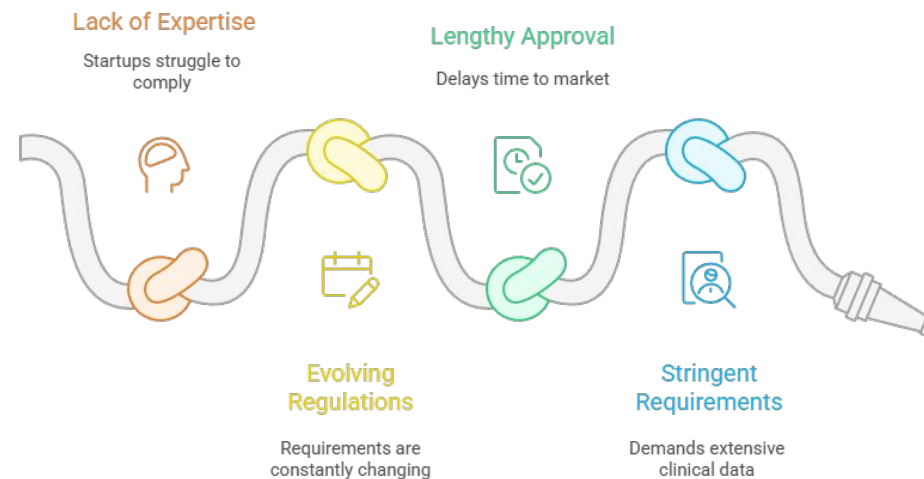 Lack of Expertise
Startups struggle to
comply
Evolving
Regulations
Requirements are
constantly changing
Lengthy Approval
Delays time to market
Stringent
Requirements
Demands extensive
clinical data